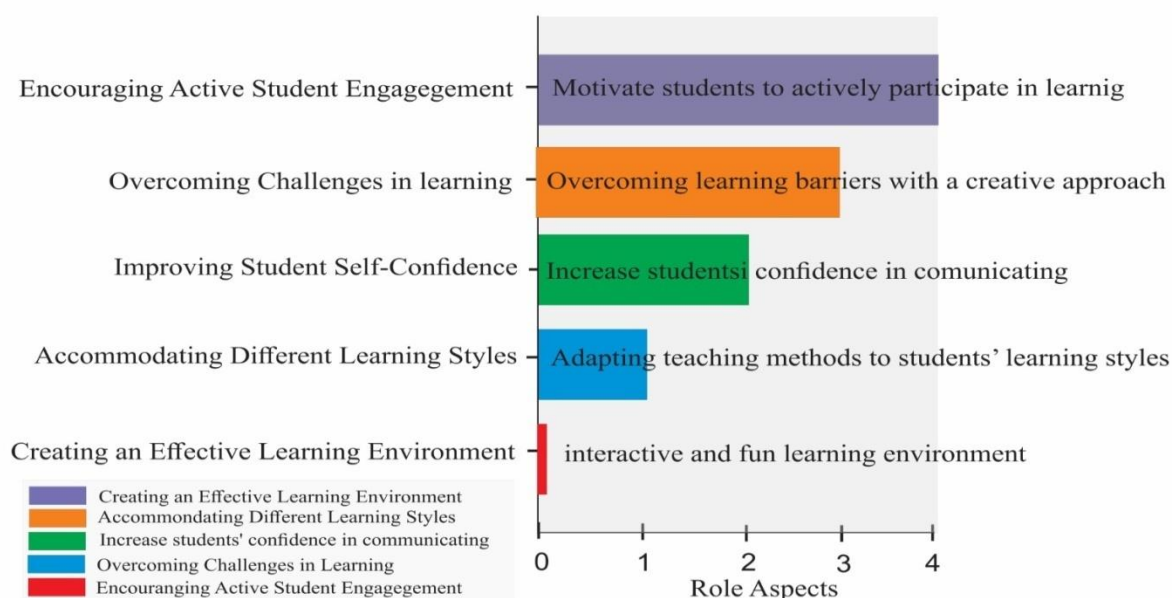 Encouraging Active Student Engagegement
Motivate students to actively participate in learnig
Overcoming Challenges in learning
Overcoming learning barriers with a creative approach
Improving Student Self-Confidence
Increase studentsi confidence in comunicating
Accommodating Different Learning Styles
Adapting teaching methods to students’ learning styles
Creating an Effective Learning Environment
interactive and fun learning environment
Creating an Effective Learning Environment
Accommondating Different Learning Styles
Increase students' confidence in communicating
Overcoming Challenges in Learning
Encouranging Active Student Engagegement
0 1 2 3 4
Role Aspects